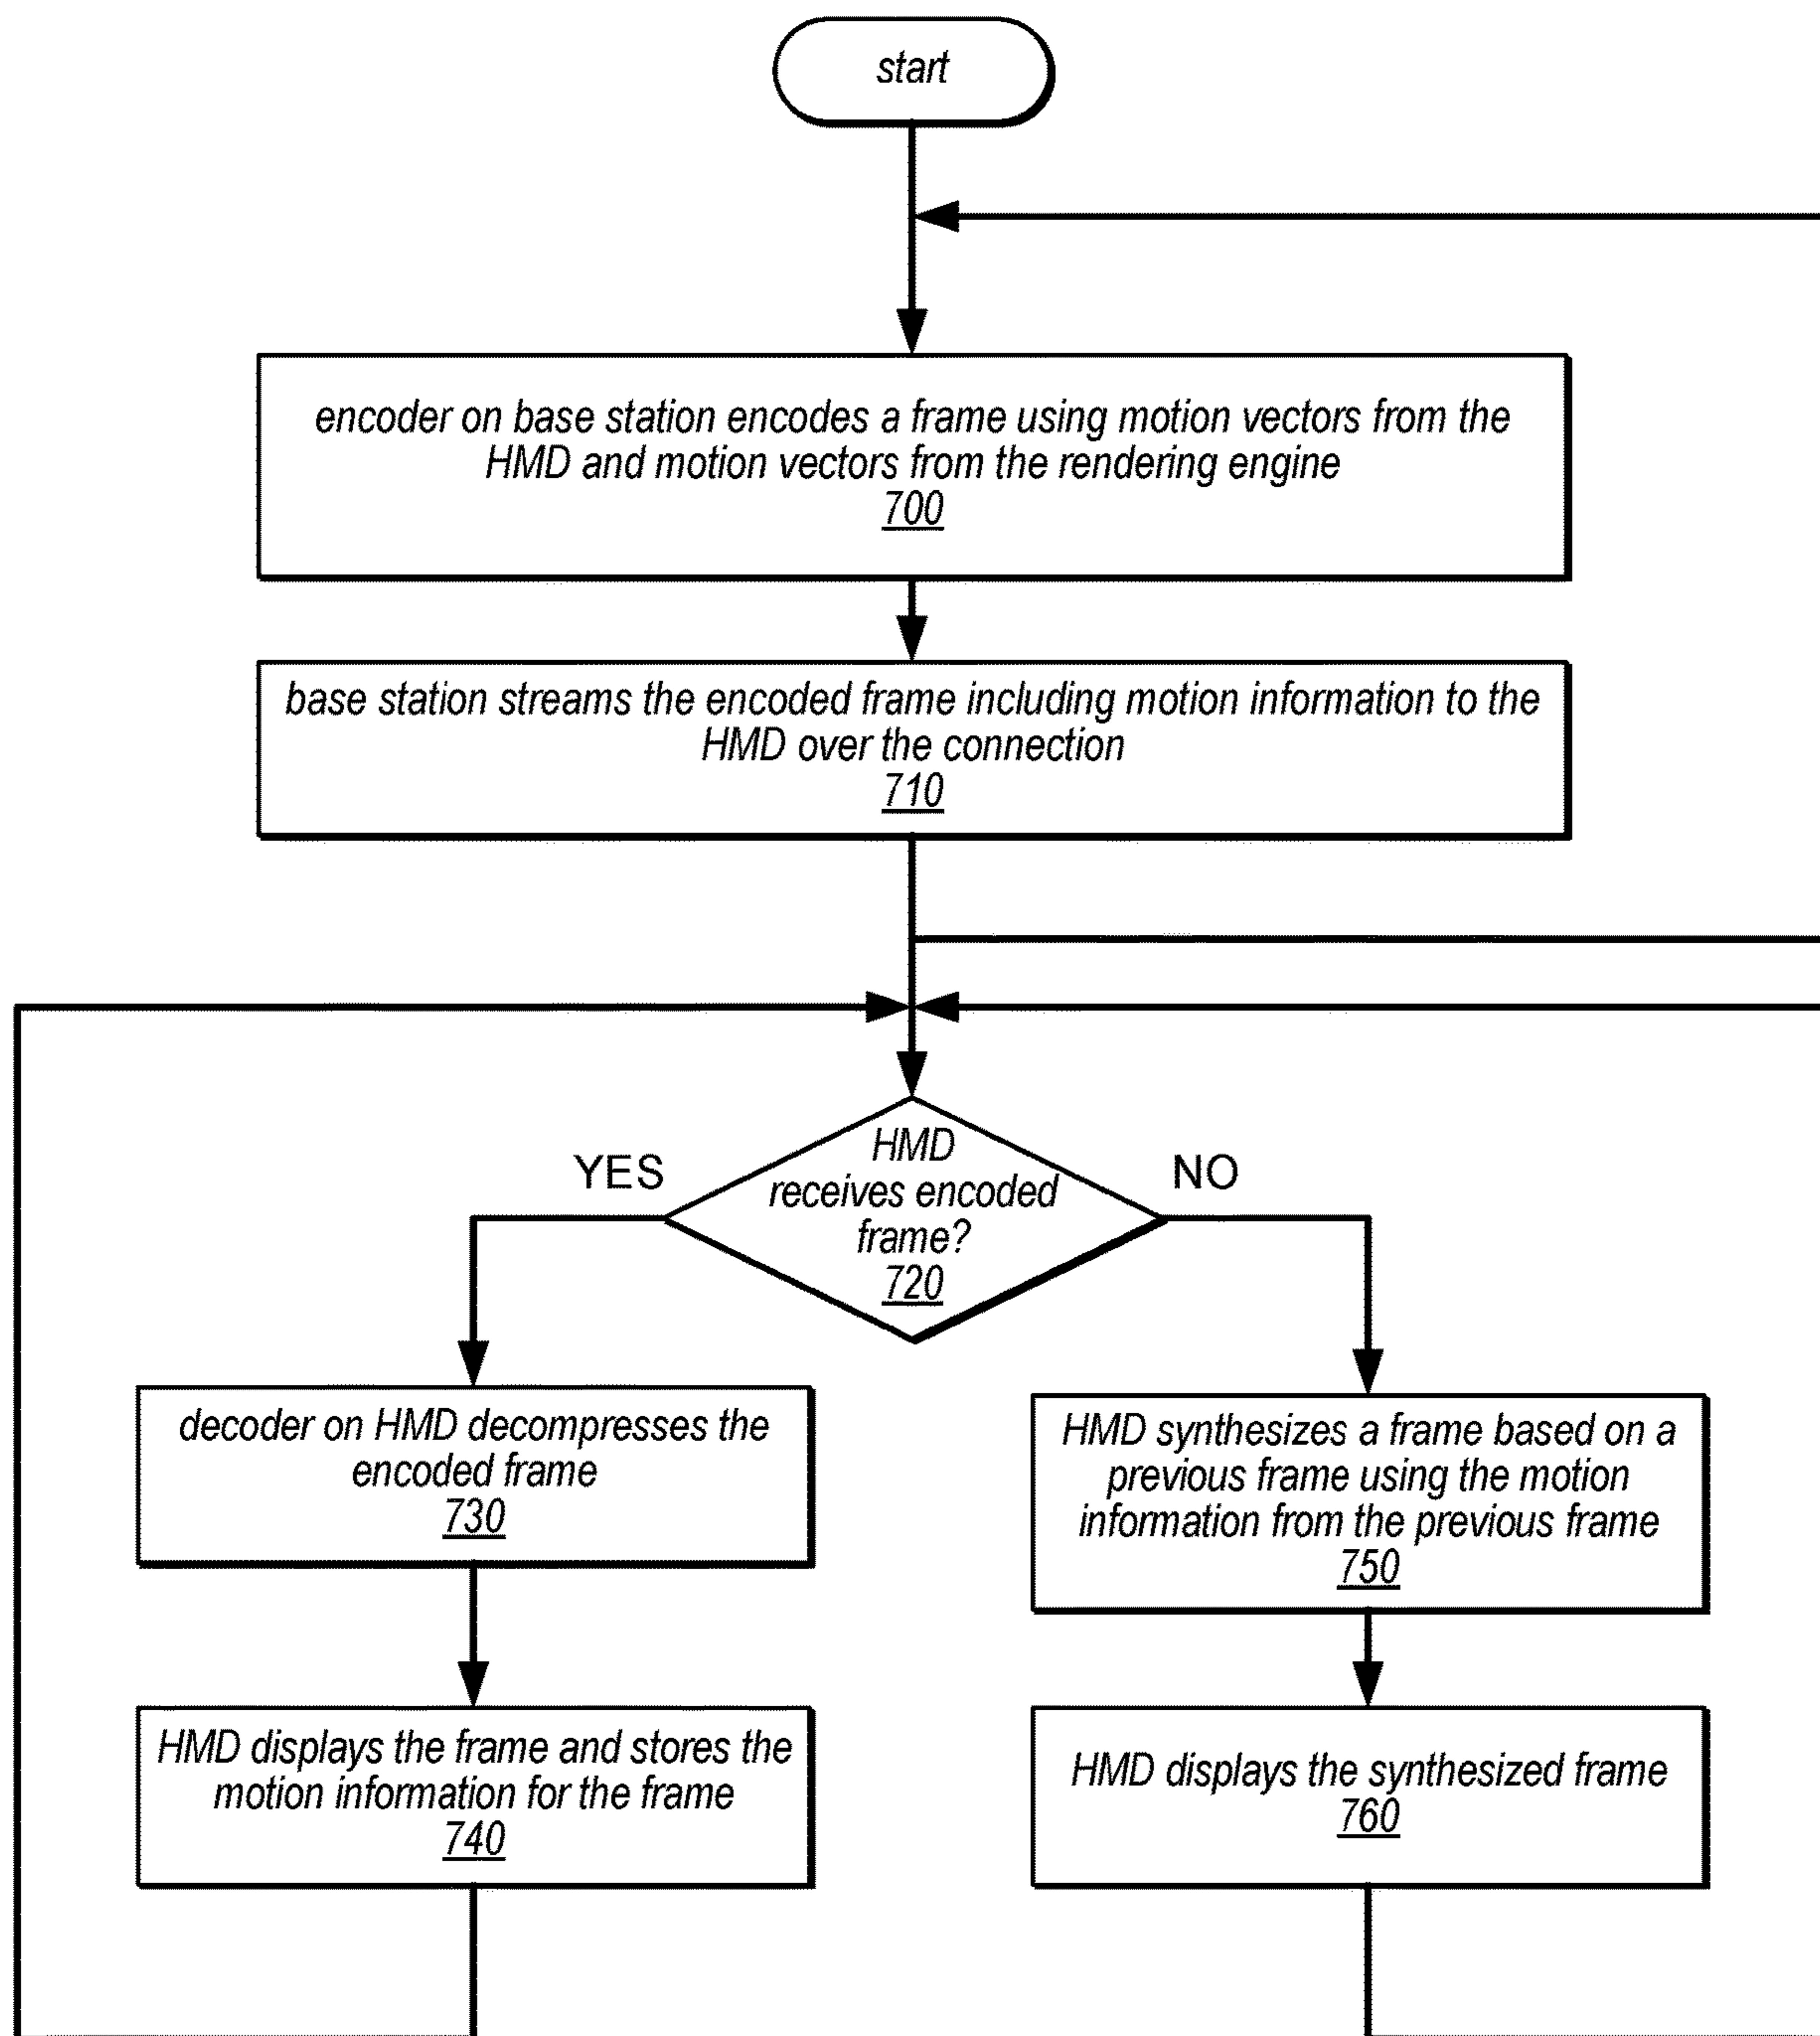 start
encoder on base station encodes a frame using motion vectors from the
HMD and motion vectors from the rendering engine
700
base station streams the encoded frame including motion information to the
HMD over the connection
710
HMD
receives encoded
frame?
720
YES
NO
decoder on HMD decompresses the
encoded frame
730
HMD synthesizes a frame based on a
previous frame using the motion
information from the previous frame
750
HMD displays the frame and stores the
motion information for the frame
740
HMD displays the synthesized frame
760